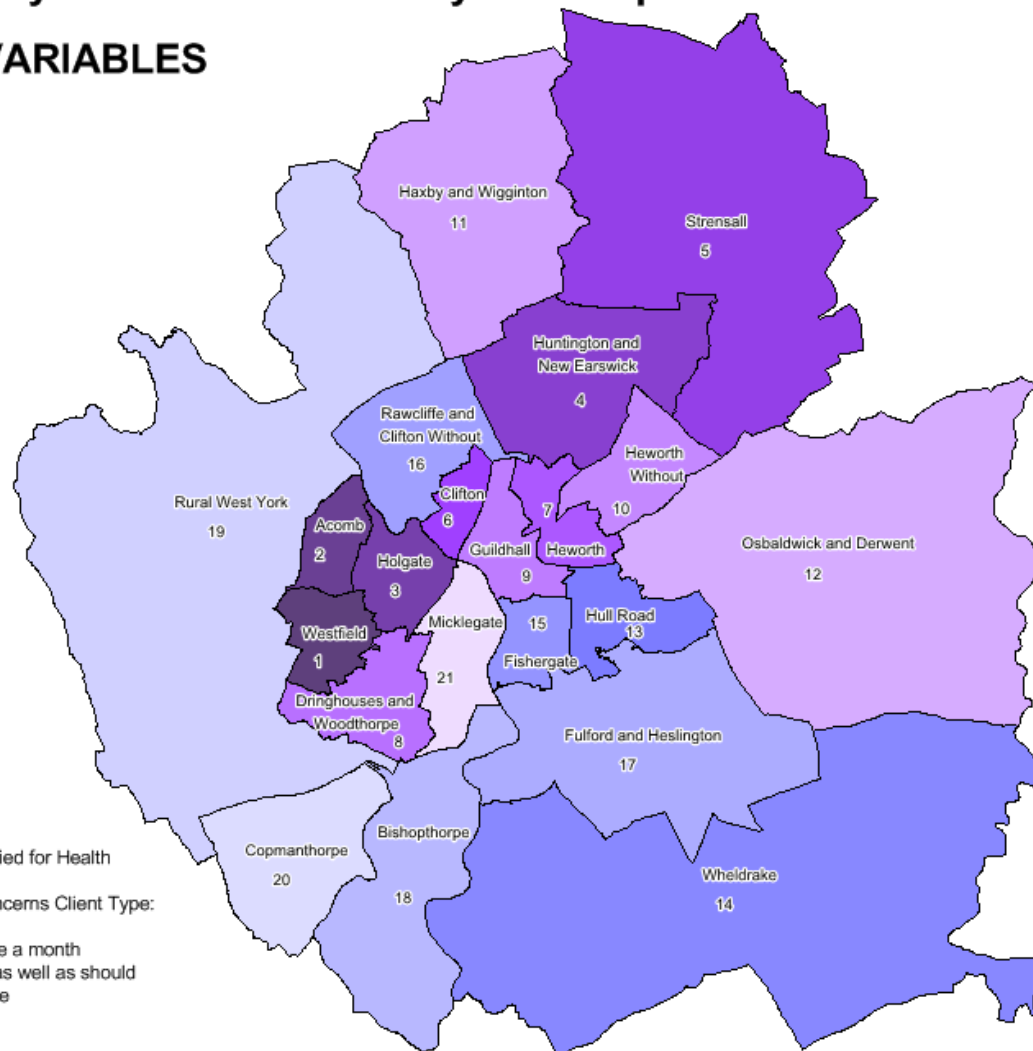 VARIABLES
Haxby and Wigginton
11
Strensall
5
Huntington and
New Earswick
4
Rawcliffe and
Clifton Without
16
Heworth
Without
10
Clifton
6
7
Heworth
Rural West York
19
Acomb
2
Holgate
3
Guildhall
9
Osbaldwick and Derwent
12
Westfield
1
Micklegate
21
15
Fishergate
Hull Road
13
Dringhouses and
Woodthorpe
8
Fulford and Heslington
17
Bishopthorpe
18
Copmanthorpe
20
Wheldrake
14
ied for Health
ncerns Client Type:
e a month
as well as should
e